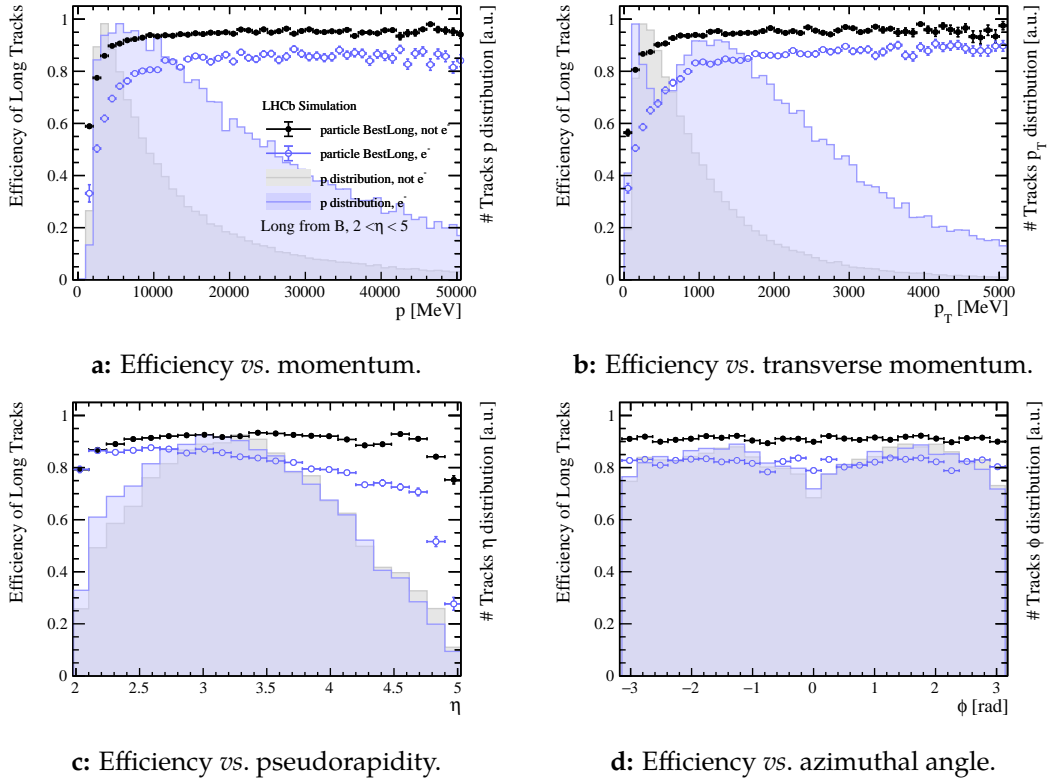 Efficiency of Long Tracks
1
0.8
0.6
0.4
0.2
0
0 10000 20000 30000 40000 50000
p [MeV]
# Tracks p distribution [a.u.]
LHCb Simulation
particle BestLong, not e⁻
particle BestLong, e⁻
p distribution, not e⁻
p distribution, e⁻
Long from B, 2 <η< 5
a: Efficiency vs. momentum.
Efficiency of Long Tracks
1
0.8
0.6
0.4
0.2
0
0 1000 2000 3000 4000 5000
p_T [MeV]
# Tracks p_T distribution [a.u.]
b: Efficiency vs. transverse momentum.
Efficiency of Long Tracks
1
0.8
0.6
0.4
0.2
0
2 2.5 3 3.5 4 4.5 5
η
# Tracks η distribution [a.u.]
c: Efficiency vs. pseudorapidity.
Efficiency of Long Tracks
1
0.8
0.6
0.4
0.2
0
−3 −2 −1 0 1 2 3
ϕ [rad]
# Tracks ϕ distribution [a.u.]
d: Efficiency vs. azimuthal angle.